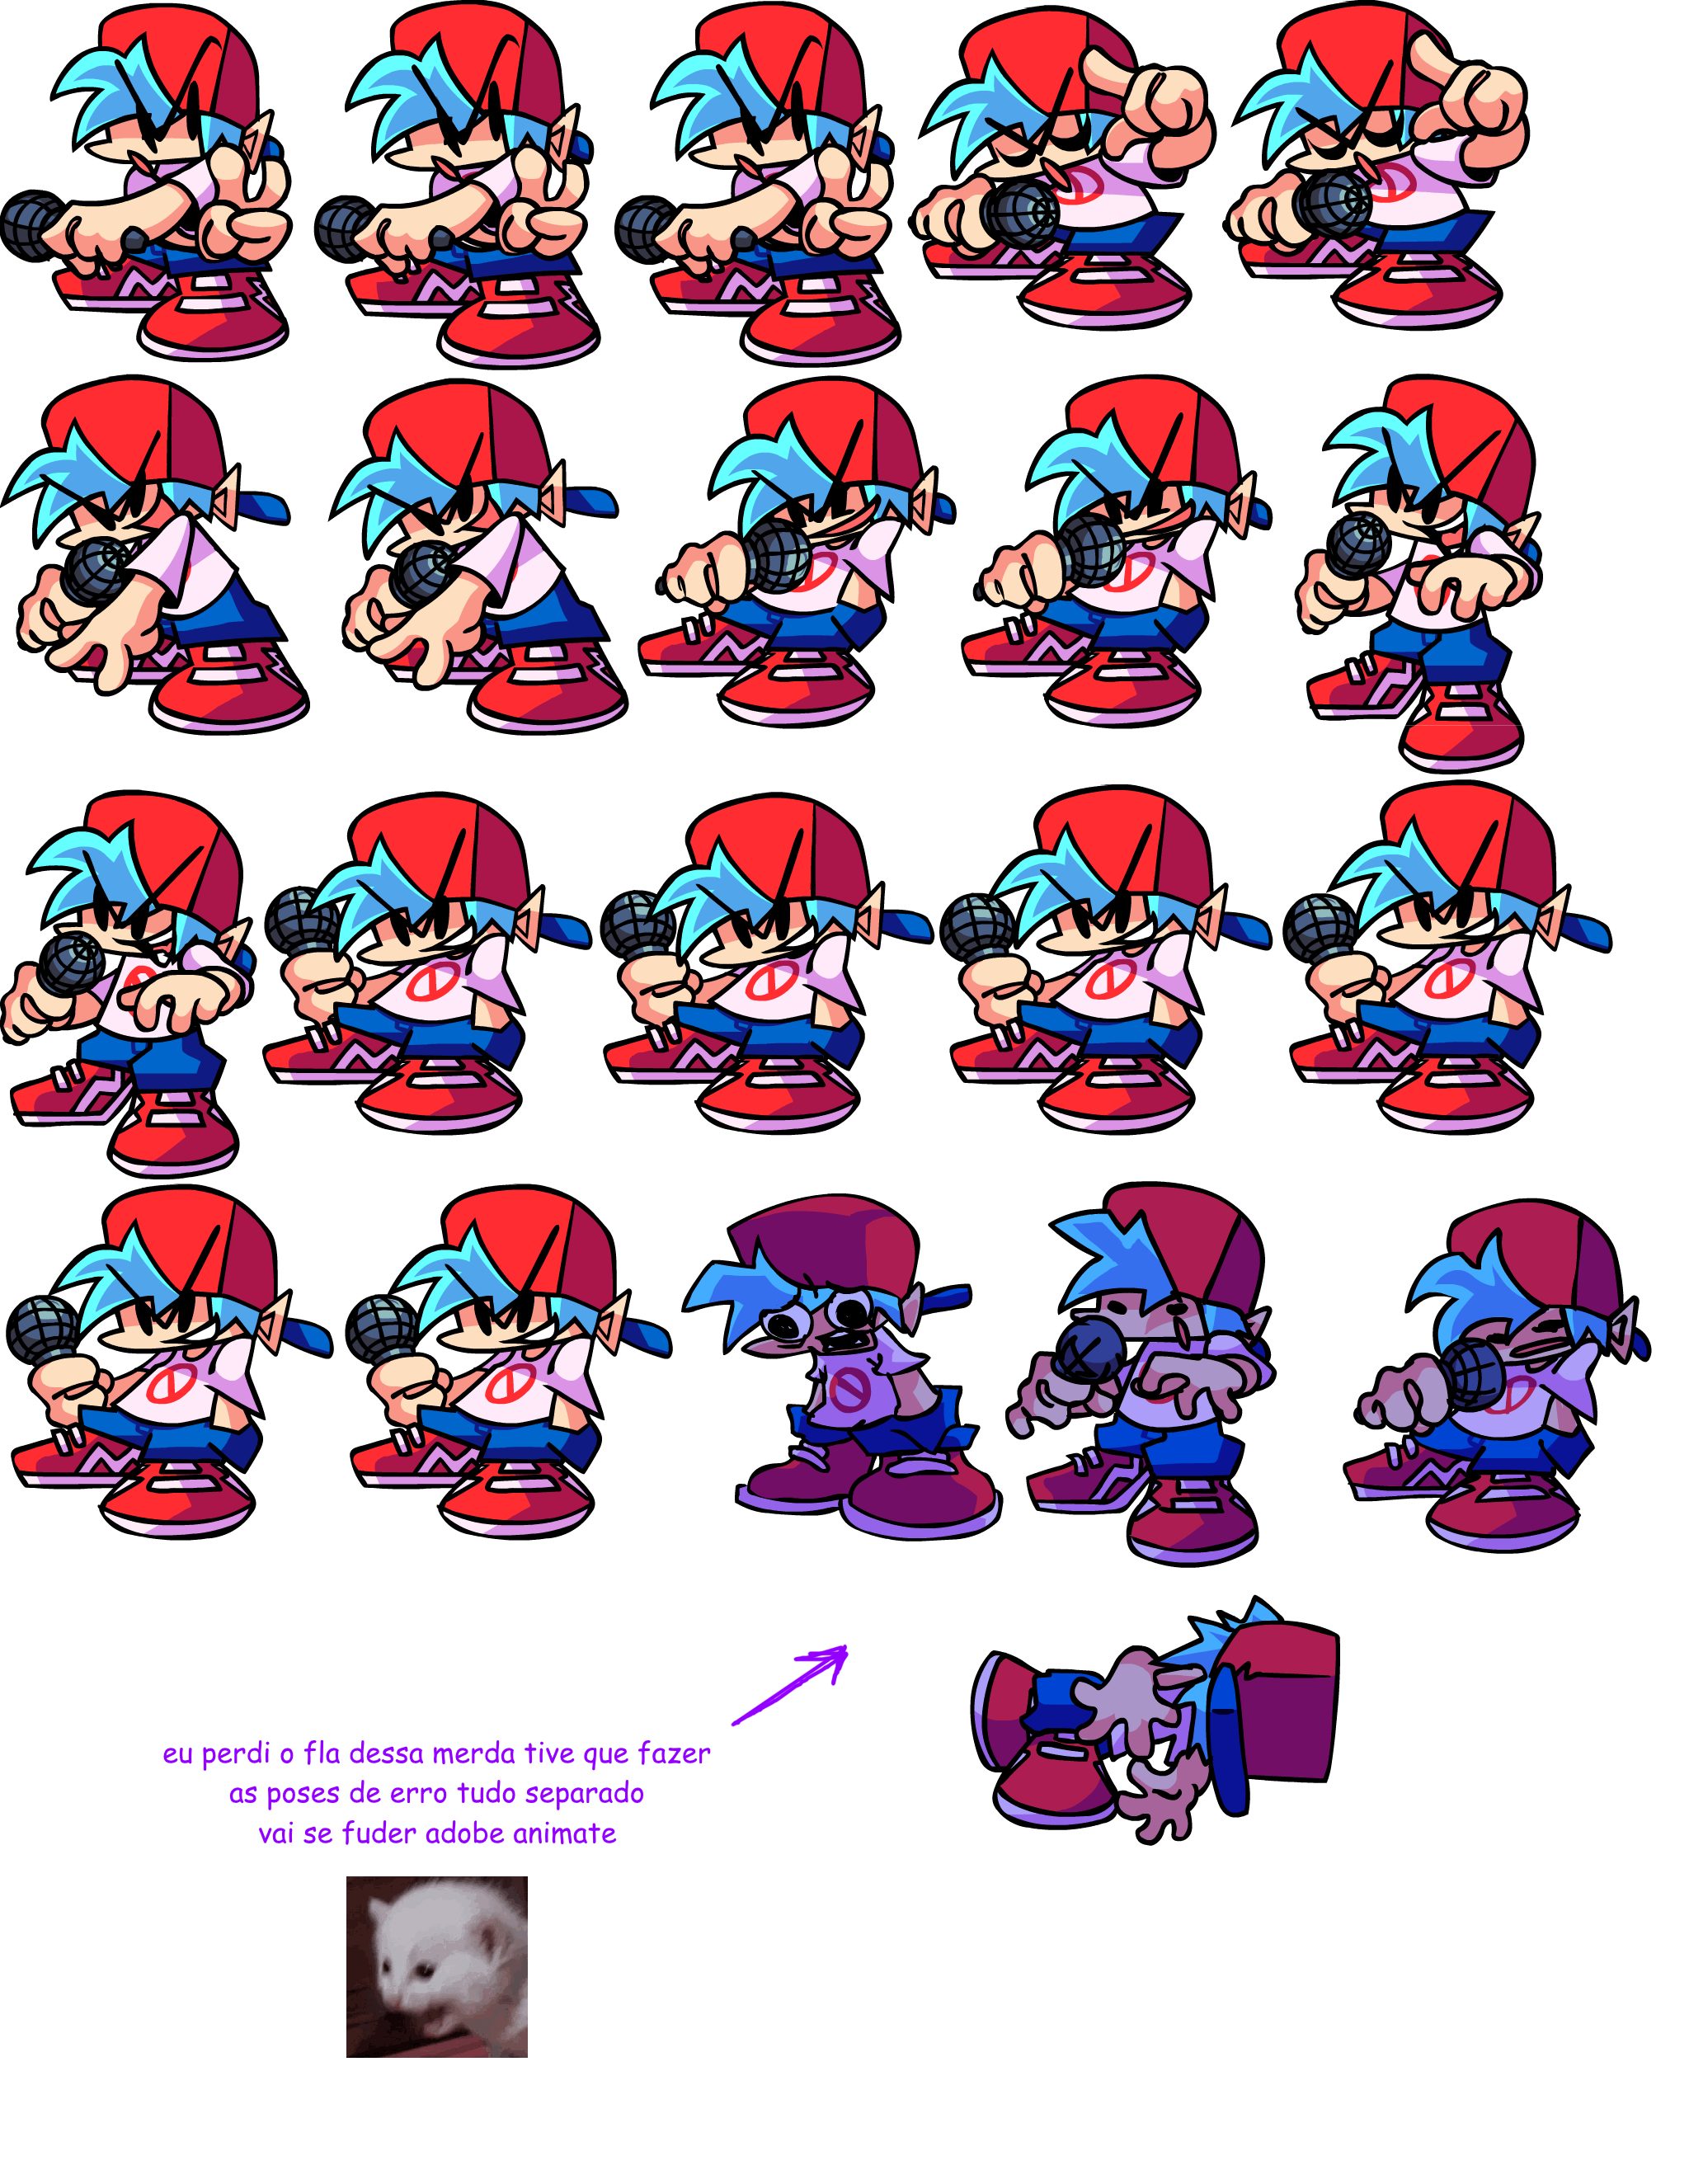 eu perdi o fla dessa merda tive que fazer
as poses de erro tudo separado
vai se fuder adobe animate